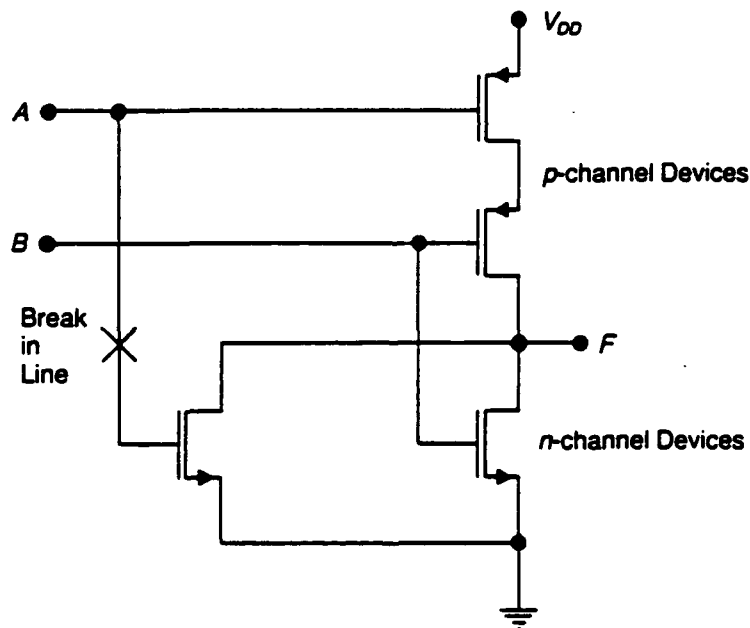 V_DD
A
p-channel Devices
B
Break
in
Line
F
n-channel Devices